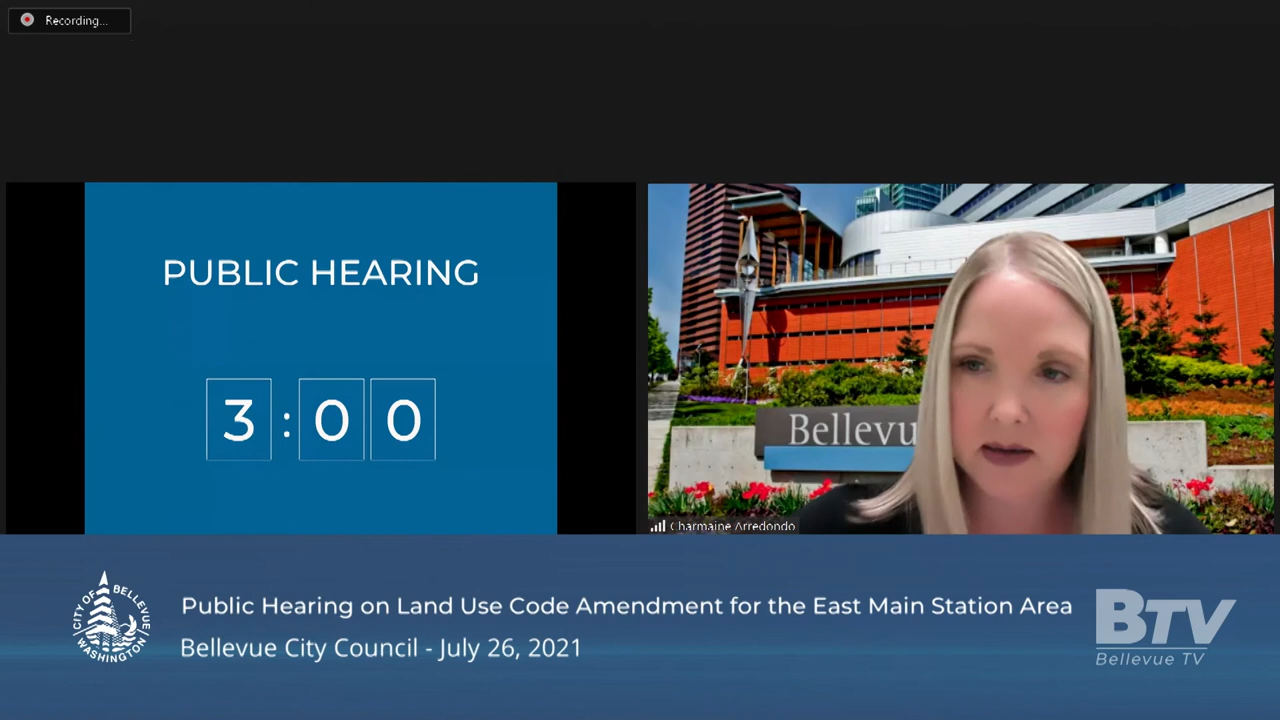 Recording...
PUBLIC HEARING
3:00
Bellevu
Charmaine Arredondo
CITY OF BELLEVUE
WASHINGTON
Public Hearing on Land Use Code Amendment for the East Main Station Area
Bellevue City Council - July 26, 2021
BTV
Bellevue TV